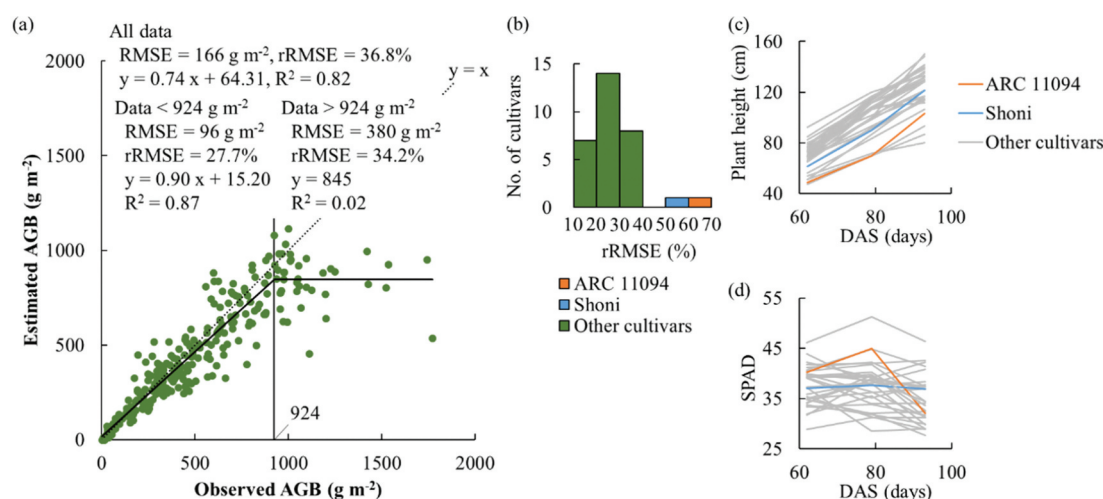 (a)
All data
RMSE = 166 g m⁻², rRMSE = 36.8%
y = 0.74 x + 64.31, R² = 0.82
y = x
Data < 924 g m⁻²
RMSE = 96 g m⁻²
rRMSE = 27.7%
y = 0.90 x + 15.20
R² = 0.87
Data > 924 g m⁻²
RMSE = 380 g m⁻²
rRMSE = 34.2%
y = 845
R² = 0.02
2000
1500
1000
500
0
Estimated AGB (g m⁻²)
924
0
500
1000
1500
2000
Observed AGB (g m⁻²)
(b)
No. of cultivars
15
10
5
0
10 20 30 40 50 60 70
rRMSE (%)
ARC 11094
Shoni
Other cultivars
(c)
Plant height (cm)
160
120
80
40
60 80 100
DAS (days)
ARC 11094
Shoni
Other cultivars
(d)
SPAD
55
45
35
25
60 80 100
DAS (days)